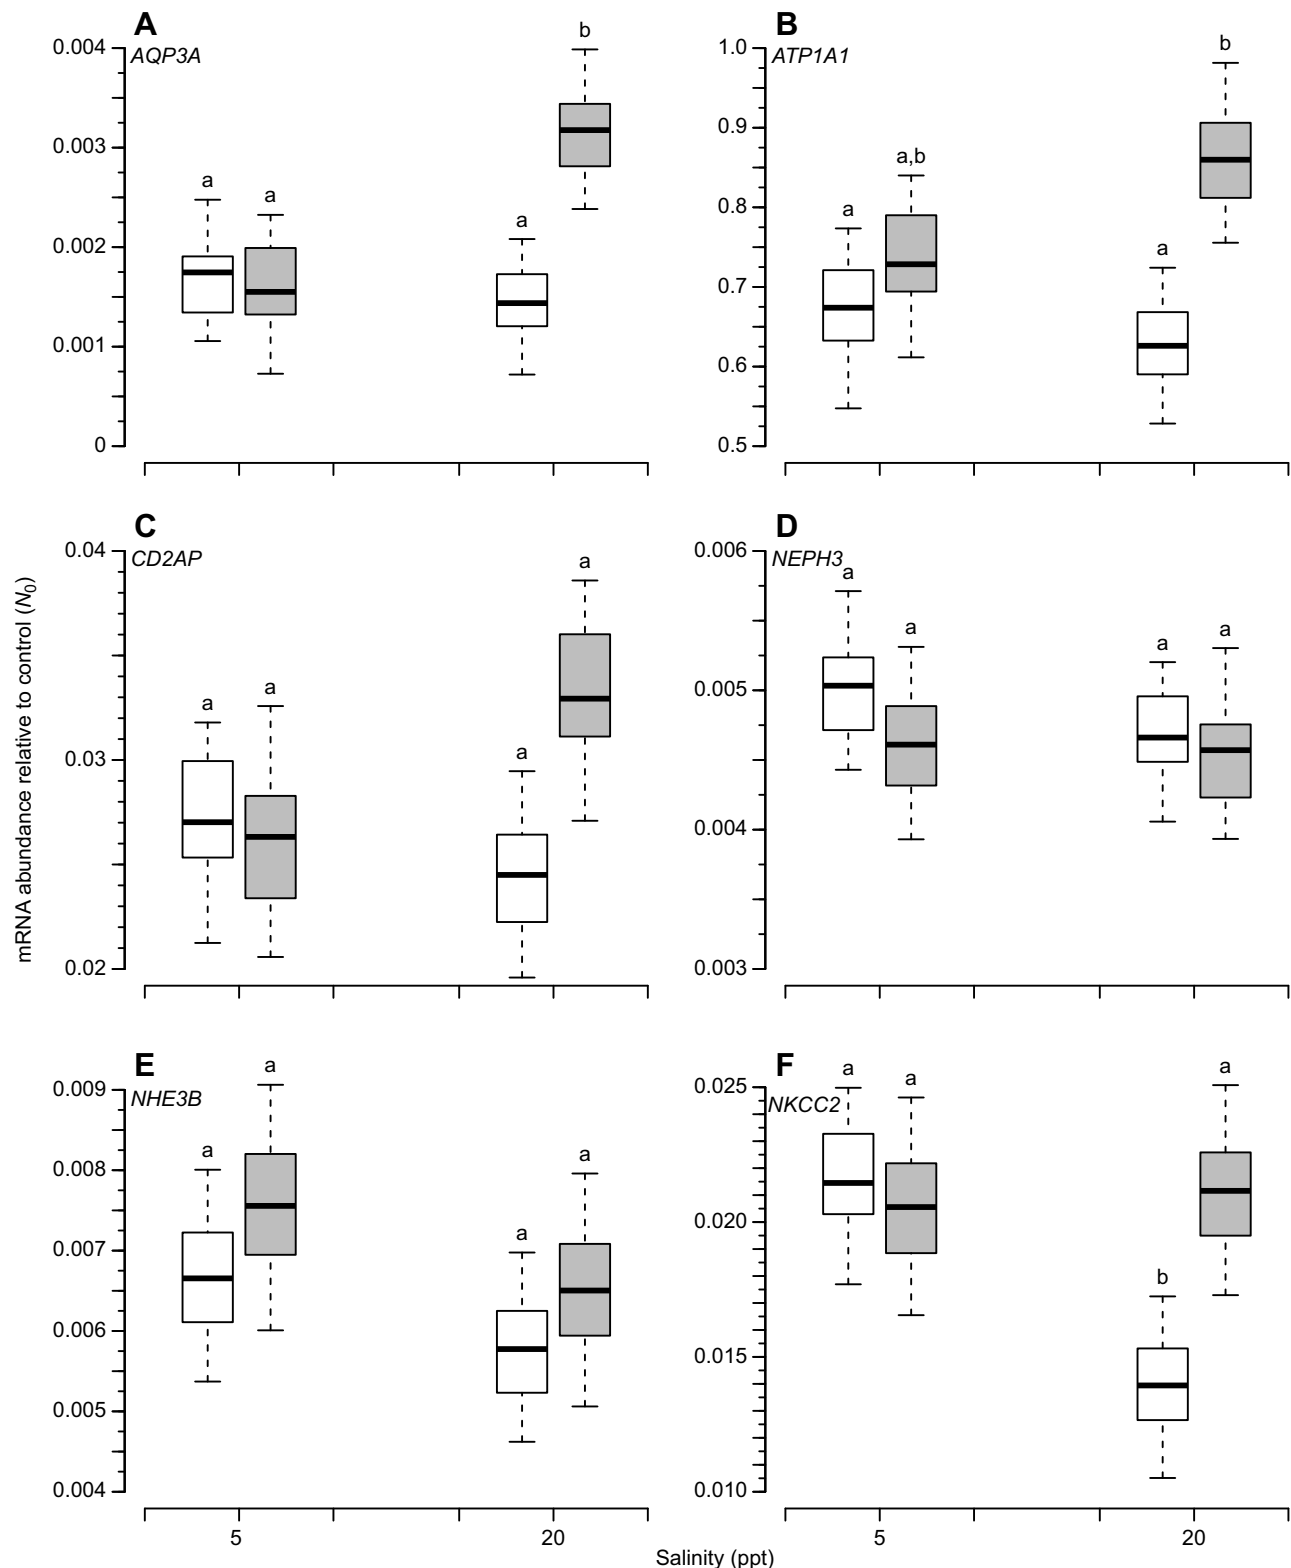 A
AQP3A
0.004
0.003
0.002
0.001
0
a
a
a
b
B
ATP1A1
1.0
0.9
0.8
0.7
0.6
0.5
a
a,b
a
b
mRNA abundance relative to control (N0)
C
CD2AP
0.04
0.03
0.02
a
a
a
a
D
NEPH3
0.006
0.005
0.004
0.003
a
a
a
a
E
NHE3B
0.009
0.008
0.007
0.006
0.005
0.004
a
a
a
a
5
20
F
NKCC2
0.025
0.020
0.015
0.010
a
a
b
a
5
20
Salinity (ppt)